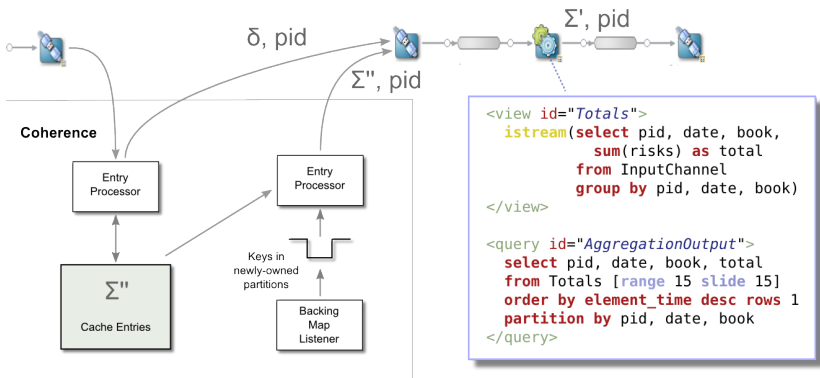 δ, pid
Σ', pid
Σ'', pid
Coherence
Entry
Processor
Entry
Processor
Keys in
newly-owned
partitions
Σ''
Cache Entries
Backing
Map
Listener
<view id="Totals">
istream(select pid, date, book,
sum(risks) as total
from InputChannel
group by pid, date, book)
</view>
<query id="AggregationOutput">
select pid, date, book, total
from Totals [range 15 slide 15]
order by element_time desc rows 1
partition by pid, date, book
</query>